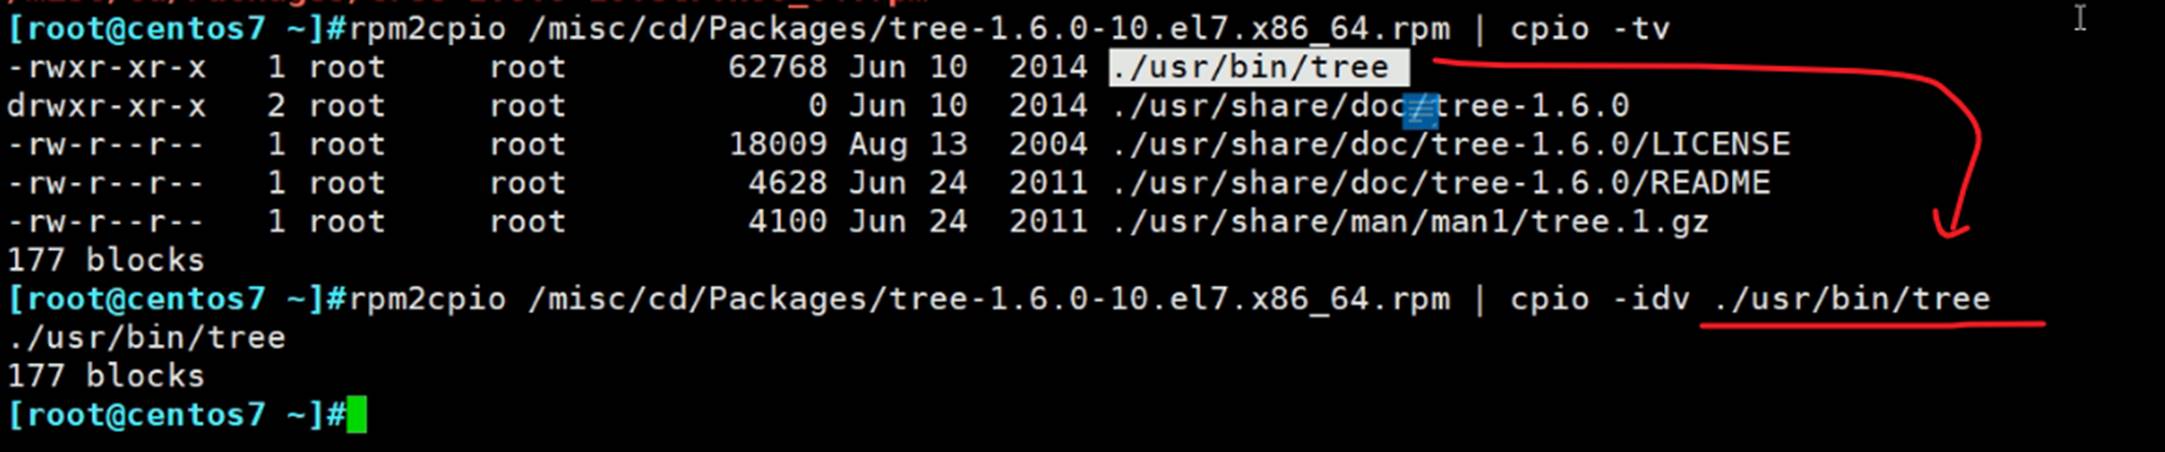 [root@centos7 ~]#rpm2cpio /misc/cd/Packages/tree-1.6.0-10.el7.x86_64.rpm | cpio -tv
-rwxr-xr-x   1 root     root        62768 Jun 10  2014 ./usr/bin/tree
drwxr-xr-x   2 root     root            0 Jun 10  2014 ./usr/share/doc/tree-1.6.0
-rw-r--r--   1 root     root        18009 Aug 13  2004 ./usr/share/doc/tree-1.6.0/LICENSE
-rw-r--r--   1 root     root         4628 Jun 24  2011 ./usr/share/doc/tree-1.6.0/README
-rw-r--r--   1 root     root         4100 Jun 24  2011 ./usr/share/man/man1/tree.1.gz
177 blocks
[root@centos7 ~]#rpm2cpio /misc/cd/Packages/tree-1.6.0-10.el7.x86_64.rpm | cpio -idv ./usr/bin/tree
./usr/bin/tree
177 blocks
[root@centos7 ~]#